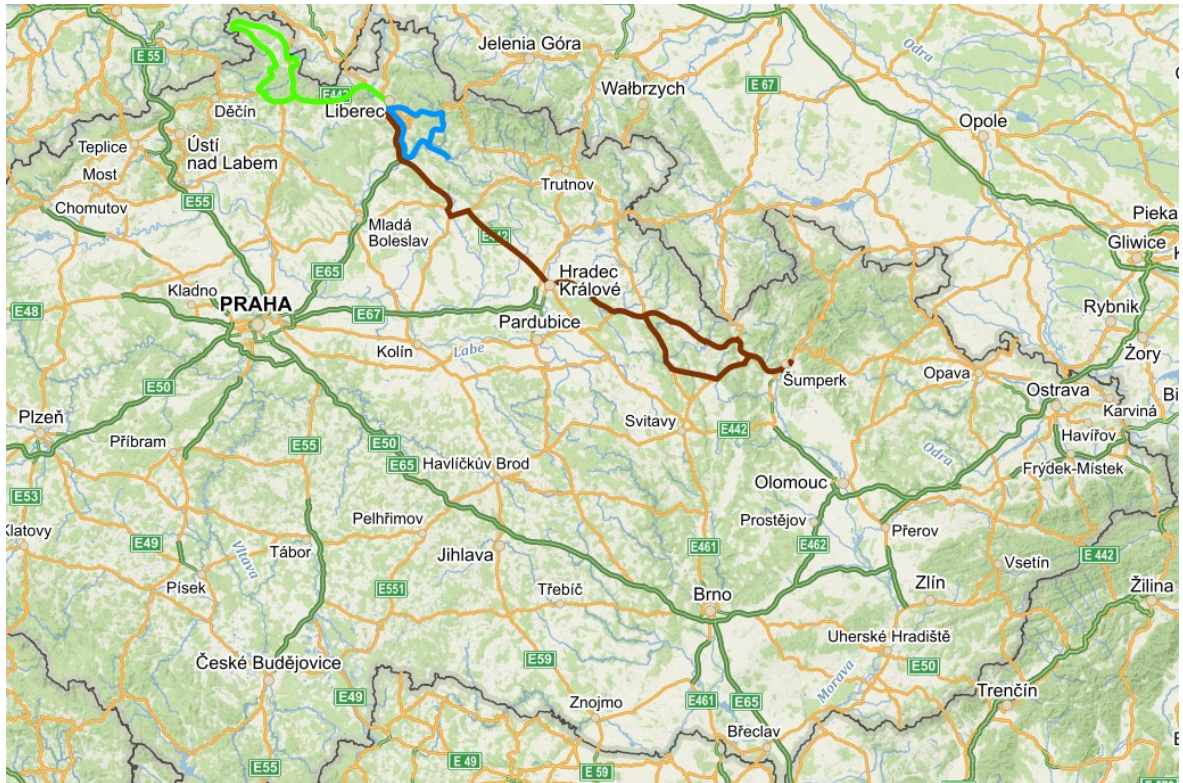 E 55
Jelenia Góra
Odra
E 67
Wałbrzych
Opole
E442
Děčín
Liberec
Teplice
Ústí
nad Labem
Most
Trutnov
Chomutov
E55
Mladá
Boleslav
Pieka
Gliwice
E65
Hradec
Králové
Kladno
PRAHA
E48
E67
Pardubice
Rybnik
Kolín
Labe
Žory
E50
Šumperk
Opava
Ostrava
Plzeň
Svitavy
E442
Karviná
Bi
Příbram
E55
E50
Havířov
E65
Havlíčkův Brod
Odra
Frýdek-Místek
Olomouc
E53
Pelhřimov
Prostějov
Přerov
Klatovy
E49
Vltava
Tábor
Jihlava
E461
E462
E 442
Vsetín
Písek
E551
Třebíč
Brno
Zlín
Žilina
Uherské Hradiště
České Budějovice
E59
E50
Morava
E49
Znojmo
E461
E65
Trenčín
Břeclav
E55
E 49
E 59